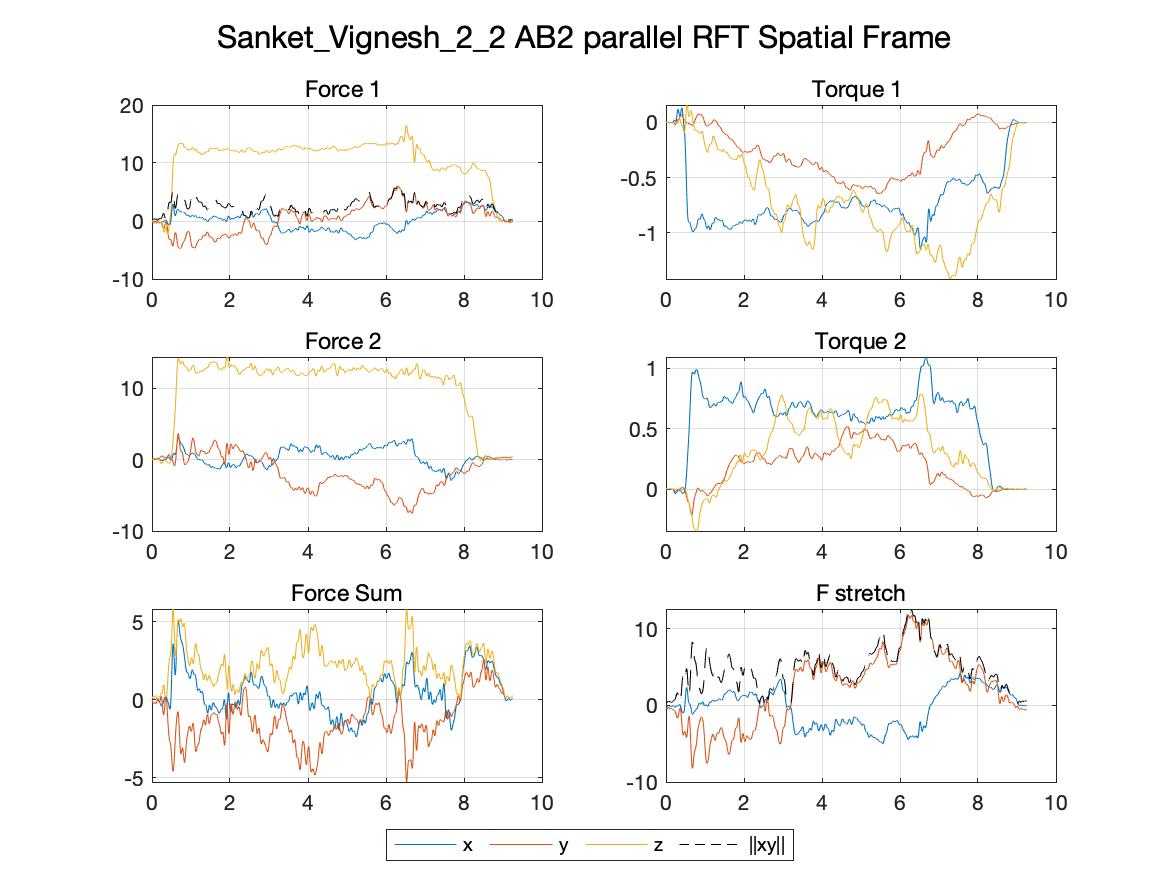 Sanket_Vignesh_2_2 AB2 parallel RFT Spatial Frame
Force 1
20
10
0
-10
0 2 4 6 8 10
Torque 1
0
-0.5
-1
0 2 4 6 8 10
Force 2
10
0
-10
0 2 4 6 8 10
Torque 2
1
0.5
0
0 2 4 6 8 10
Force Sum
5
0
-5
0 2 4 6 8 10
F stretch
10
0
-10
0 2 4 6 8 10
x y z ||xy||